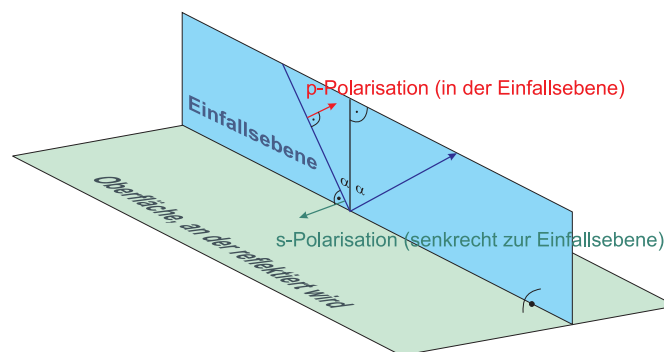 p-Polarisation (in der Einfallsebene)
Einfallsebene
α α
s-Polarisation (senkrecht zur Einfallsebene)
Oberfläche, an der reflektiert wird